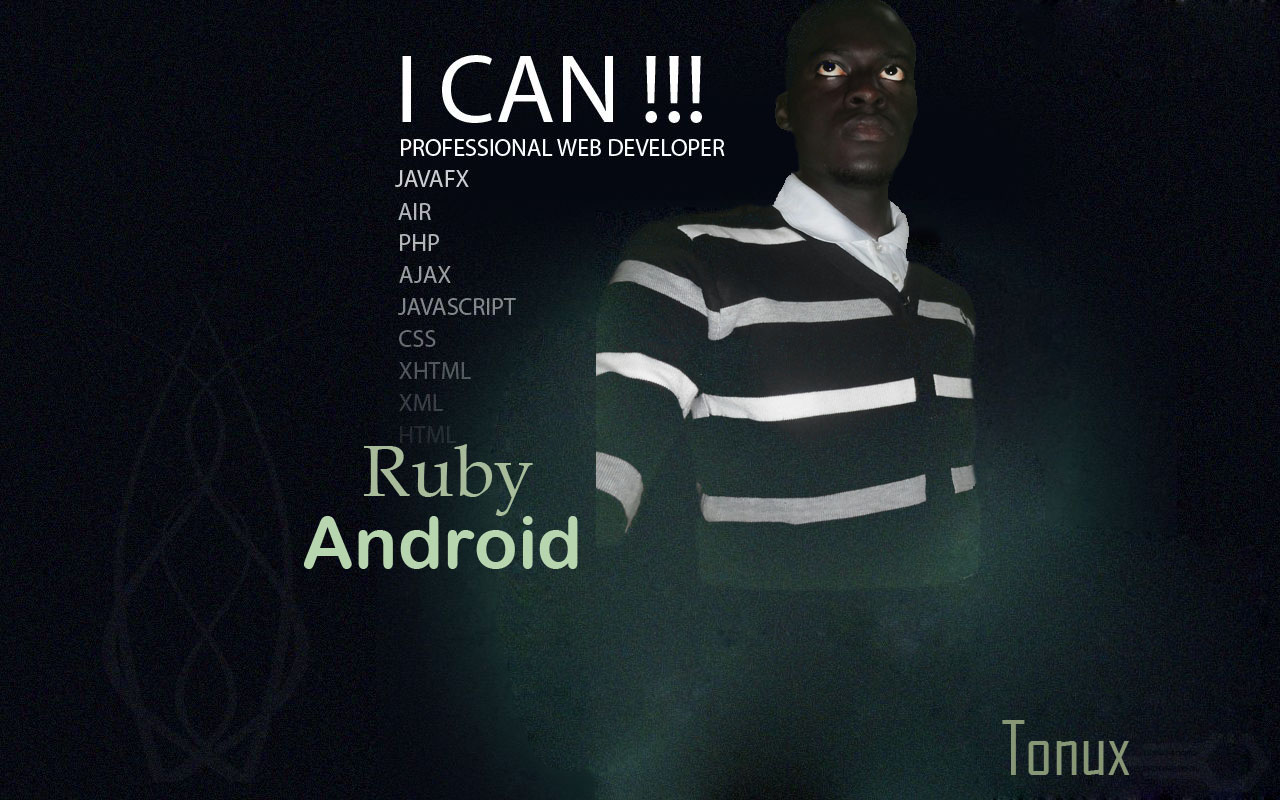 I CAN !!!
PROFESSIONAL WEB DEVELOPER
JAVAFX
AIR
PHP
AJAX
JAVASCRIPT
CSS
XHTML
XML
HTML
Ruby
Android
Tonux